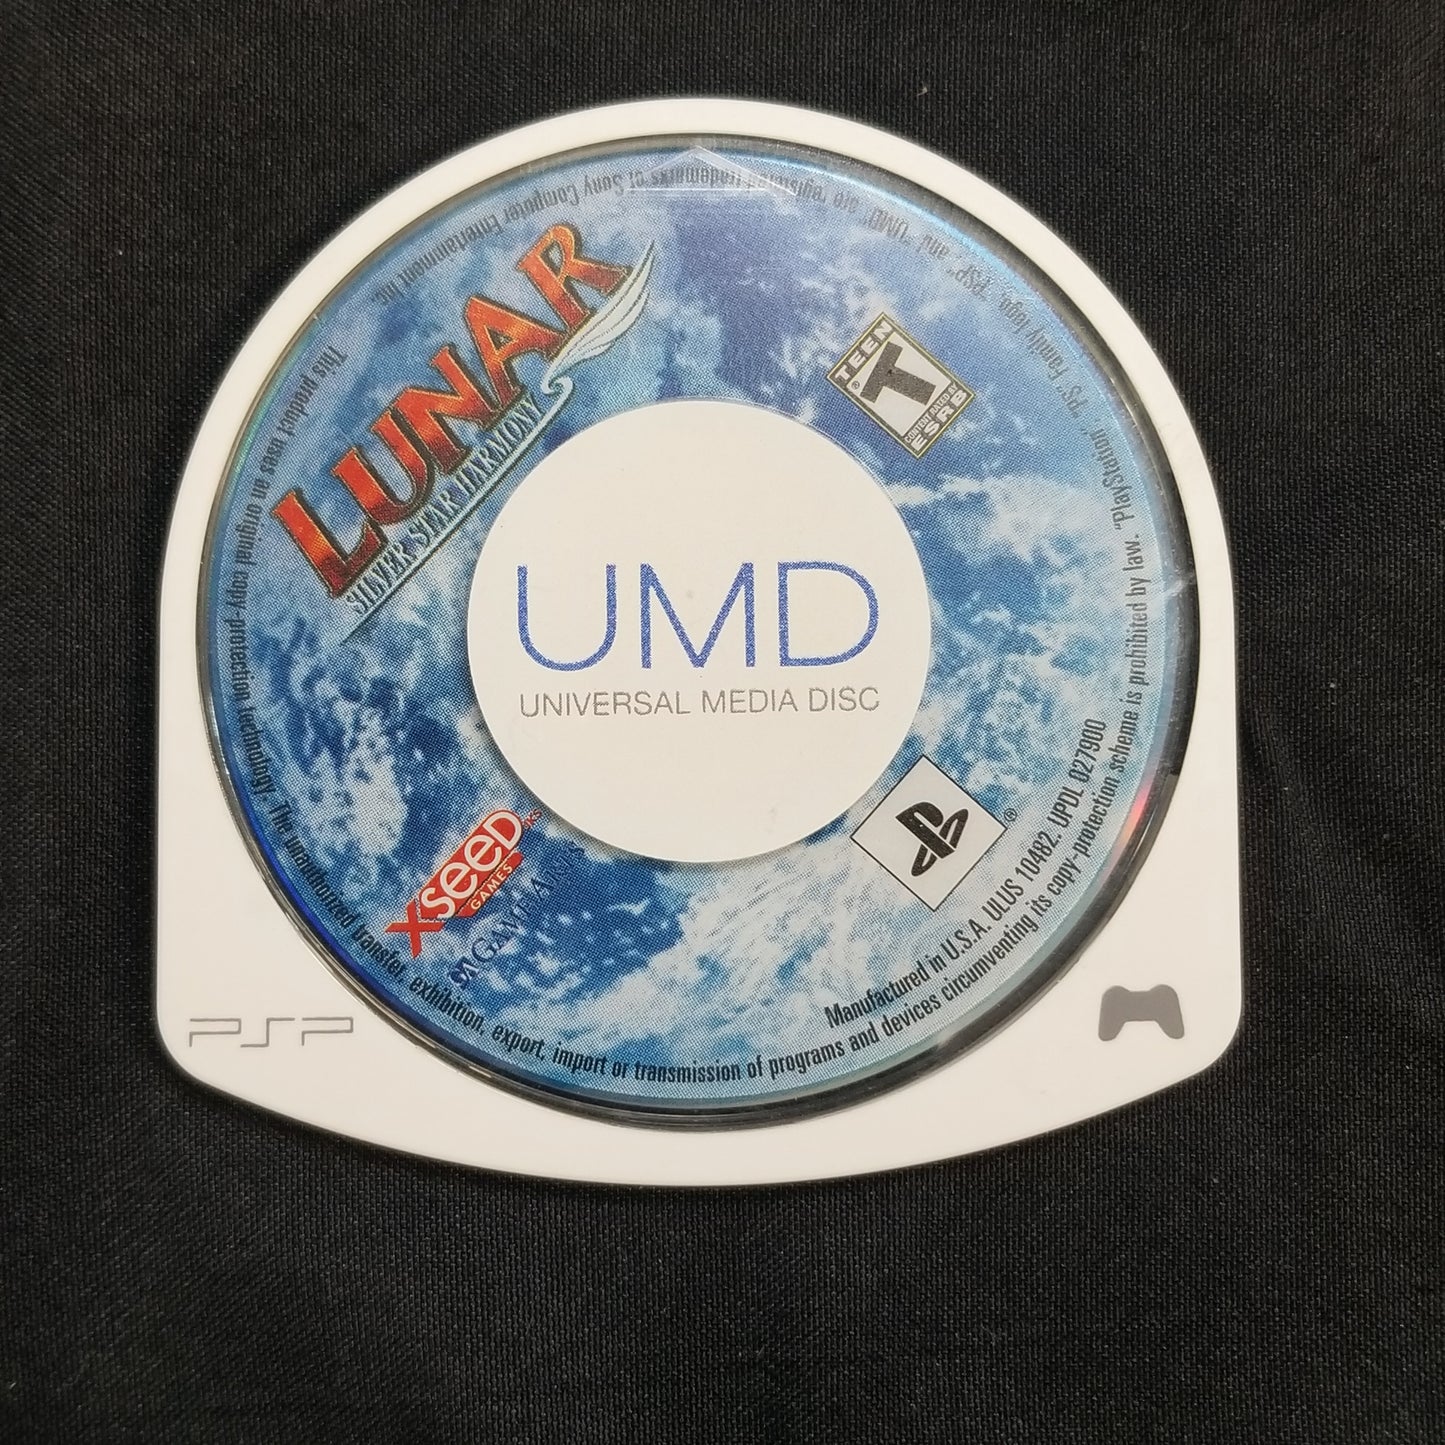 LUNAR
SILVER STAR HARMONY
TEEN
T
®
CONTENT RATED BY
ESRB
UMD
UNIVERSAL MEDIA DISC
XSEED
GAMES
GAME ARTS
®
Manufactured in U.S.A. ULUS 10482. UPDL 027900
This product uses an original copy-protection technology. The unauthorized transfer, exhibition, export, import or transmission of programs and devices circumventing its copy-protection scheme is prohibited by law. "PlayStation", "PS" Family logo, "PSP" and "UMD" are registered trademarks of Sony Computer Entertainment Inc.
PSP